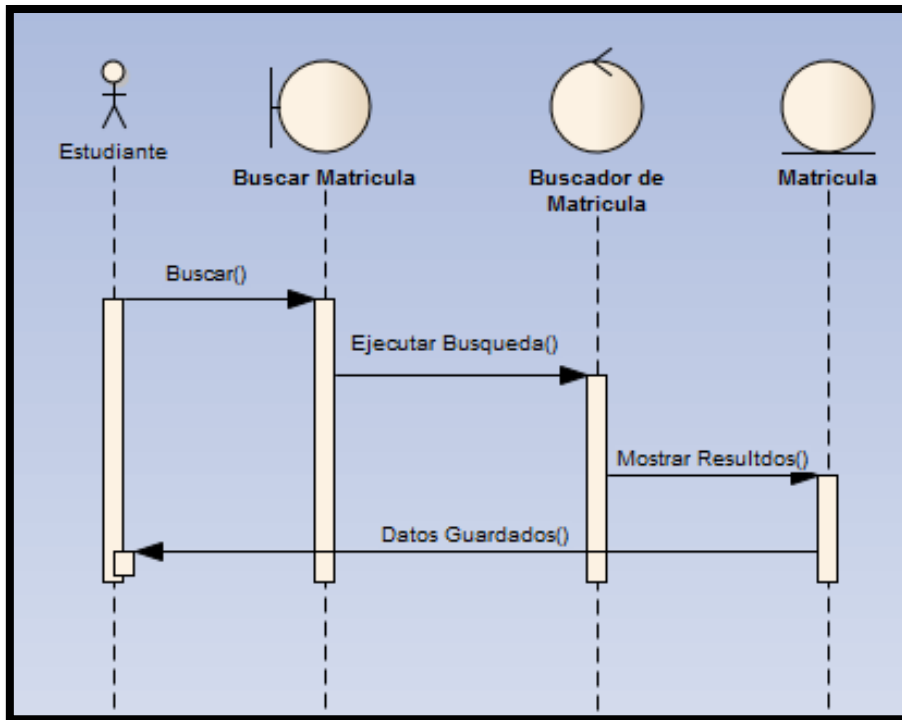 Estudiante
Buscar Matricula
Buscador de
Matricula
Matricula
Buscar()
Ejecutar Busqueda()
Mostrar Resultdos()
Datos Guardados()